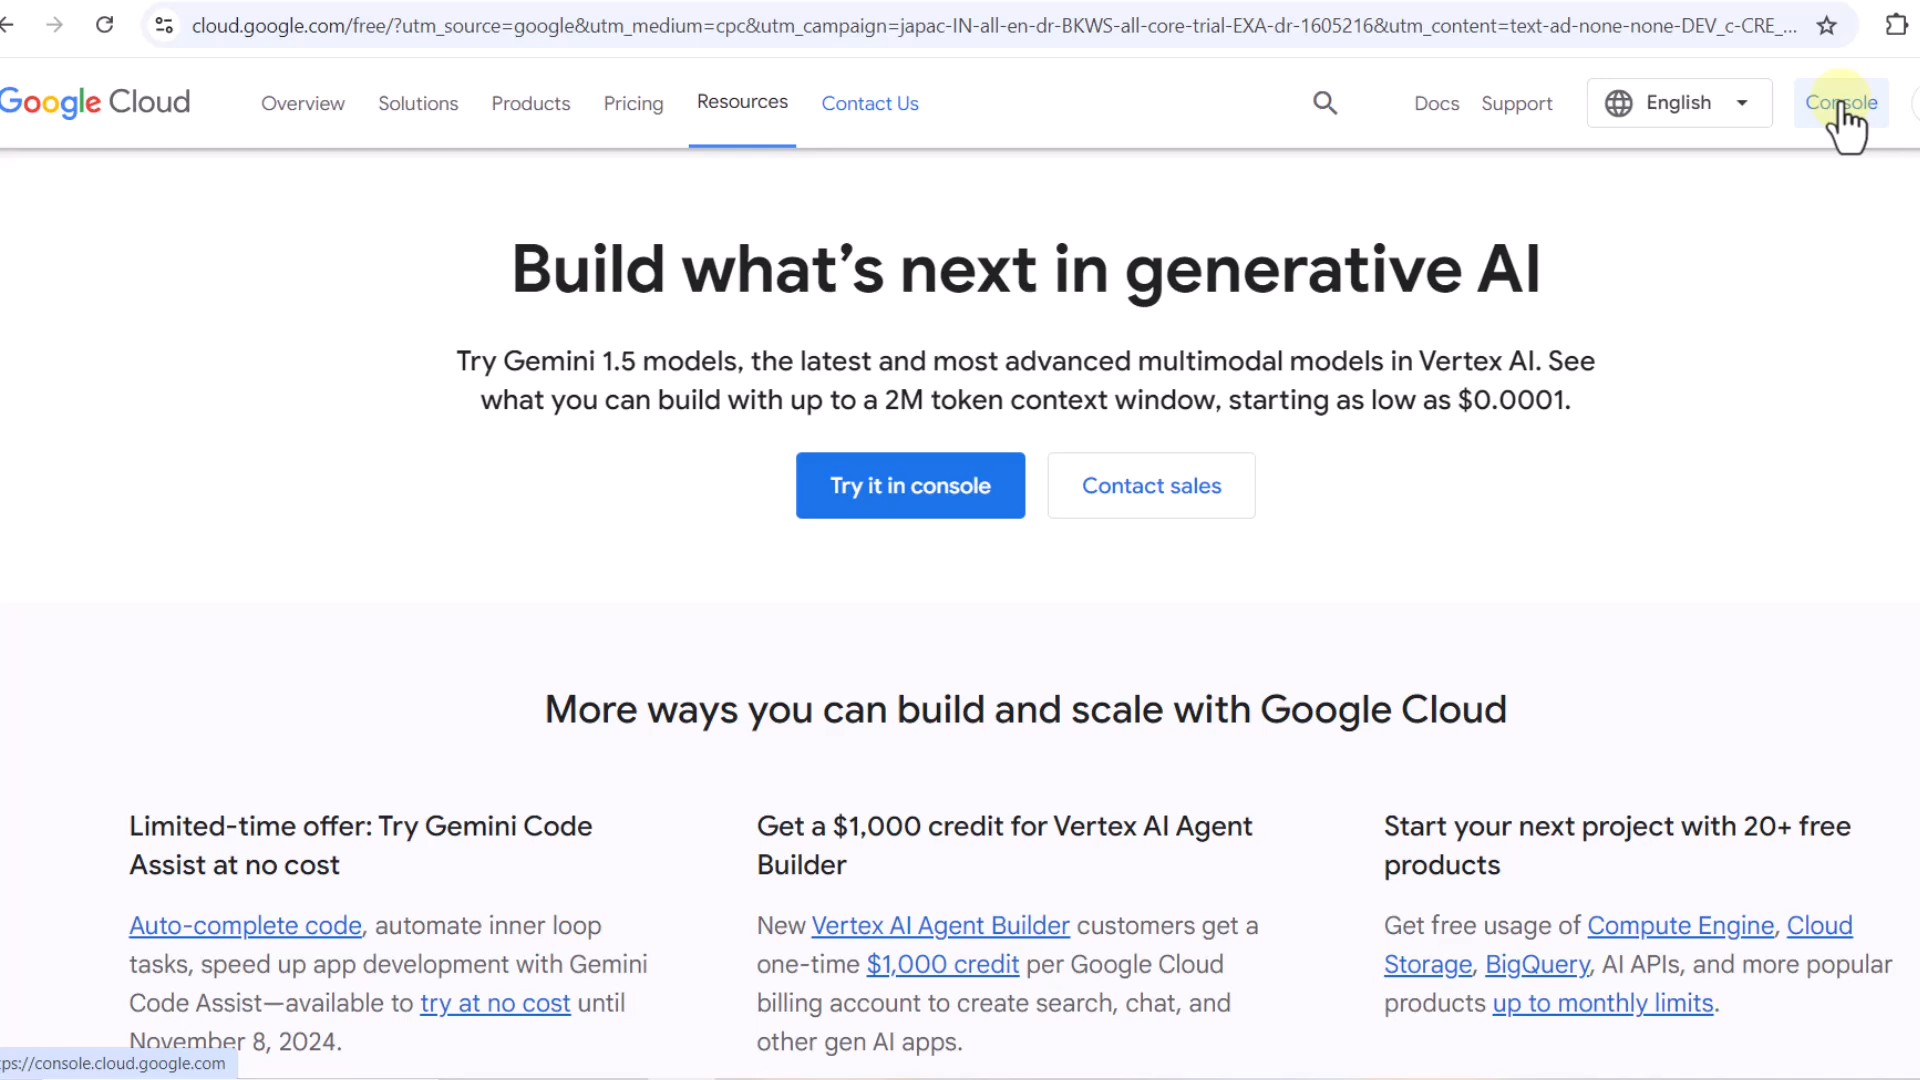 cloud.google.com/free/?utm_source=google&utm_medium=cpc&utm_campaign=japac-IN-all-en-dr-BKWS-all-core-trial-EXA-dr-1605216&utm_content=text-ad-none-none-DEV_c-CRE_...
Google Cloud Overview Solutions Products Pricing Resources Contact Us Docs Support English Console
Build what's next in generative AI
Try Gemini 1.5 models, the latest and most advanced multimodal models in Vertex AI. See
what you can build with up to a 2M token context window, starting as low as $0.0001.
Try it in console Contact sales
More ways you can build and scale with Google Cloud
Limited-time offer: Try Gemini Code
Assist at no cost
Auto-complete code, automate inner loop
tasks, speed up app development with Gemini
Code Assist—available to try at no cost until
November 8, 2024.
Get a $1,000 credit for Vertex AI Agent
Builder
New Vertex AI Agent Builder customers get a
one-time $1,000 credit per Google Cloud
billing account to create search, chat, and
other gen AI apps.
Start your next project with 20+ free
products
Get free usage of Compute Engine, Cloud
Storage, BigQuery, AI APIs, and more popular
products up to monthly limits.
tps://console.cloud.google.com